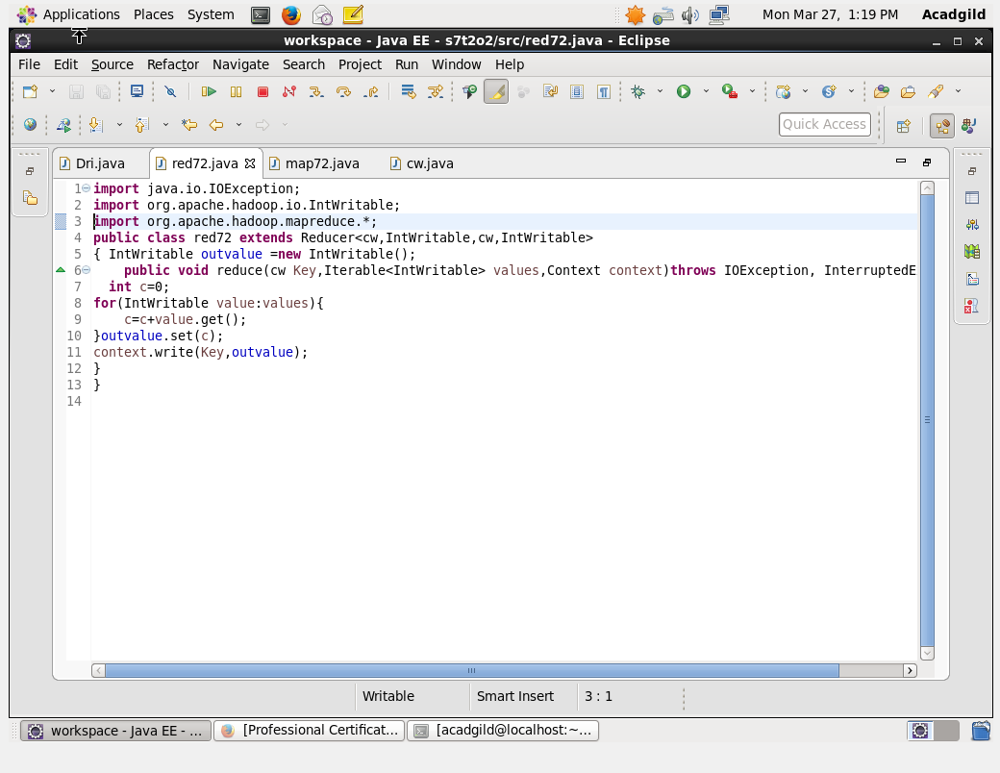 Applications Places System Mon Mar 27, 1:19 PM Acadgild
workspace - Java EE - s7t2o2/src/red72.java - Eclipse
File Edit Source Refactor Navigate Search Project Run Window Help
Quick Access
Dri.java red72.java map72.java cw.java
1 import java.io.IOException;
2 import org.apache.hadoop.io.IntWritable;
3 import org.apache.hadoop.mapreduce.*;
4 public class red72 extends Reducer<cw,IntWritable,cw,IntWritable>
5 { IntWritable outvalue =new IntWritable();
6 public void reduce(cw Key,Iterable<IntWritable> values,Context context)throws IOException, InterruptedE
7 int c=0;
8 for(IntWritable value:values){
9 c=c+value.get();
10 }outvalue.set(c);
11 context.write(Key,outvalue);
12 }
13 }
14
Writable Smart Insert 3 : 1
workspace - Java EE - ... [Professional Certificat... [acadgild@localhost:~...